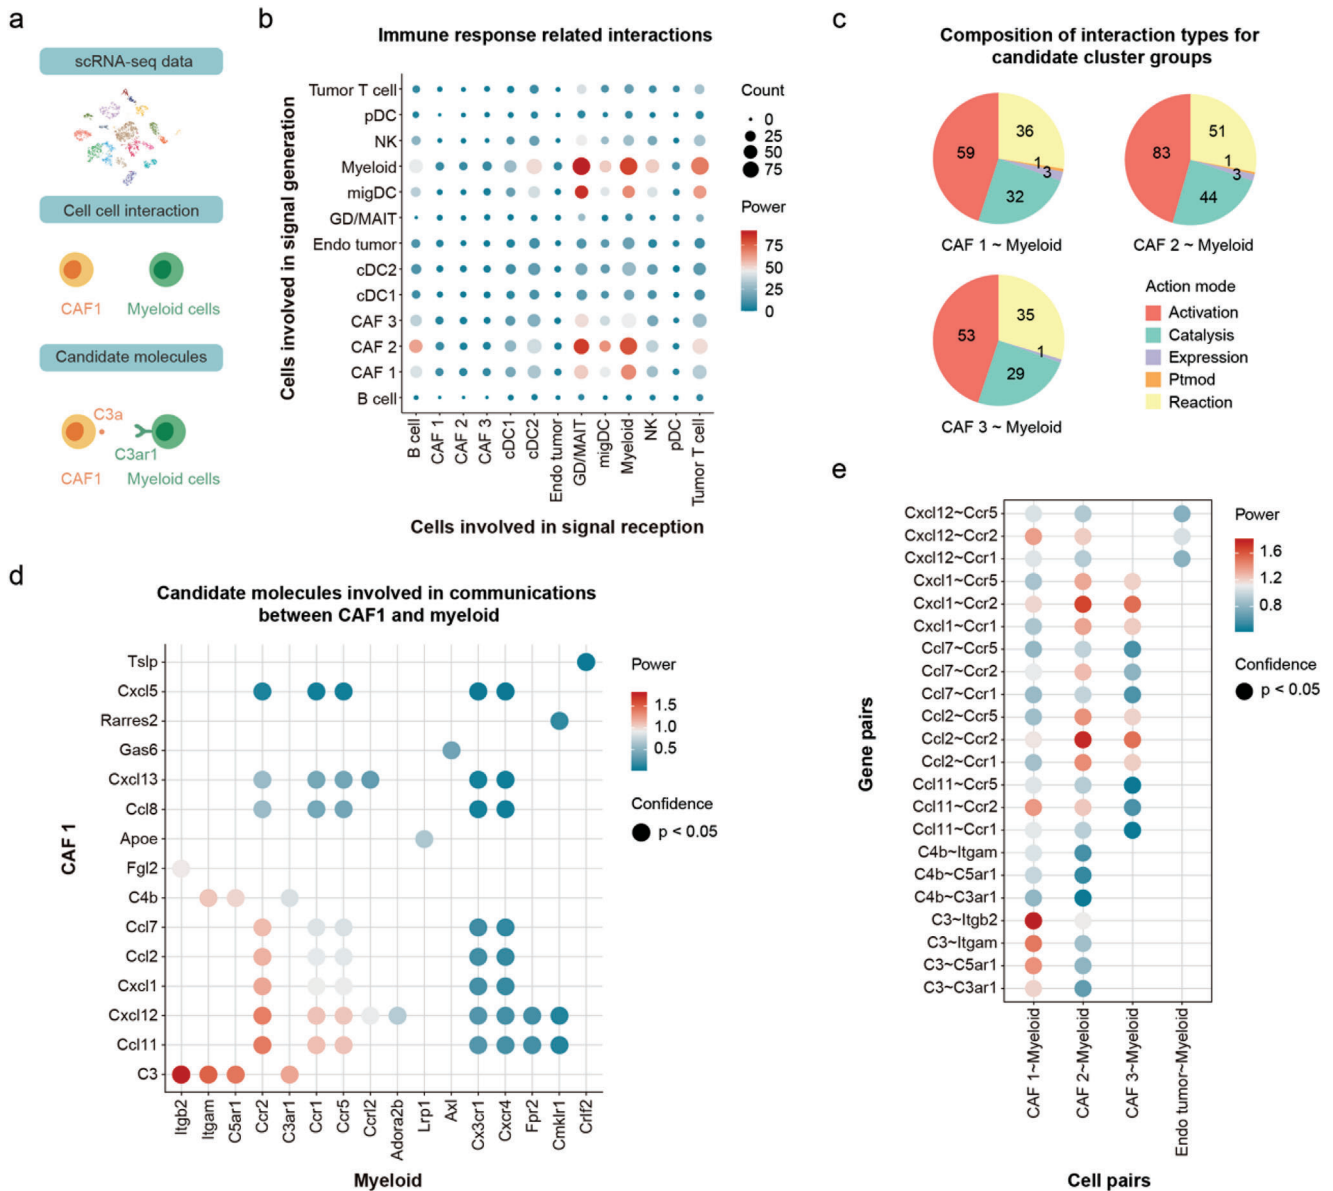 a
scRNA-seq data
Cell cell interaction
CAF1
Myeloid cells
Candidate molecules
C3a
C3ar1
CAF1
Myeloid cells
b
Immune response related interactions
Cells involved in signal generation
Tumor T cell
pDC
NK
Myeloid
migDC
GD/MAIT
Endo tumor
cDC2
cDC1
CAF 3
CAF 2
CAF 1
B cell
B cell
CAF 1
CAF 2
CAF 3
cDC1
cDC2
Endo tumor
GD/MAIT
migDC
Myeloid
NK
pDC
Tumor T cell
Cells involved in signal reception
Count
0
25
50
75
Power
75
50
25
0
c
Composition of interaction types for
candidate cluster groups
59
36
1
3
32
CAF 1 ~ Myeloid
83
51
1
3
44
CAF 2 ~ Myeloid
53
35
1
29
CAF 3 ~ Myeloid
Action mode
Activation
Catalysis
Expression
Ptmod
Reaction
d
Candidate molecules involved in communications
between CAF1 and myeloid
CAF 1
Tslp
Cxcl5
Rarres2
Gas6
Cxcl13
Ccl8
Apoe
Fgl2
C4b
Ccl7
Ccl2
Cxcl1
Cxcl12
Ccl11
C3
Itgb2
Itgam
C5ar1
Ccr2
C3ar1
Ccr1
Ccr5
Ccrl2
Adora2b
Lrp1
Axl
Cx3cr1
Cxcr4
Fpr2
Cmklr1
Crlf2
Myeloid
Power
1.5
1.0
0.5
Confidence
p < 0.05
e
Gene pairs
Cxcl12~Ccr5
Cxcl12~Ccr2
Cxcl12~Ccr1
Cxcl1~Ccr5
Cxcl1~Ccr2
Cxcl1~Ccr1
Ccl7~Ccr5
Ccl7~Ccr2
Ccl7~Ccr1
Ccl2~Ccr5
Ccl2~Ccr2
Ccl2~Ccr1
Ccl11~Ccr5
Ccl11~Ccr2
Ccl11~Ccr1
C4b~Itgam
C4b~C5ar1
C4b~C3ar1
C3~Itgb2
C3~Itgam
C3~C5ar1
C3~C3ar1
CAF 1~Myeloid
CAF 2~Myeloid
CAF 3~Myeloid
Endo tumor~Myeloid
Cell pairs
Power
1.6
1.2
0.8
Confidence
p < 0.05